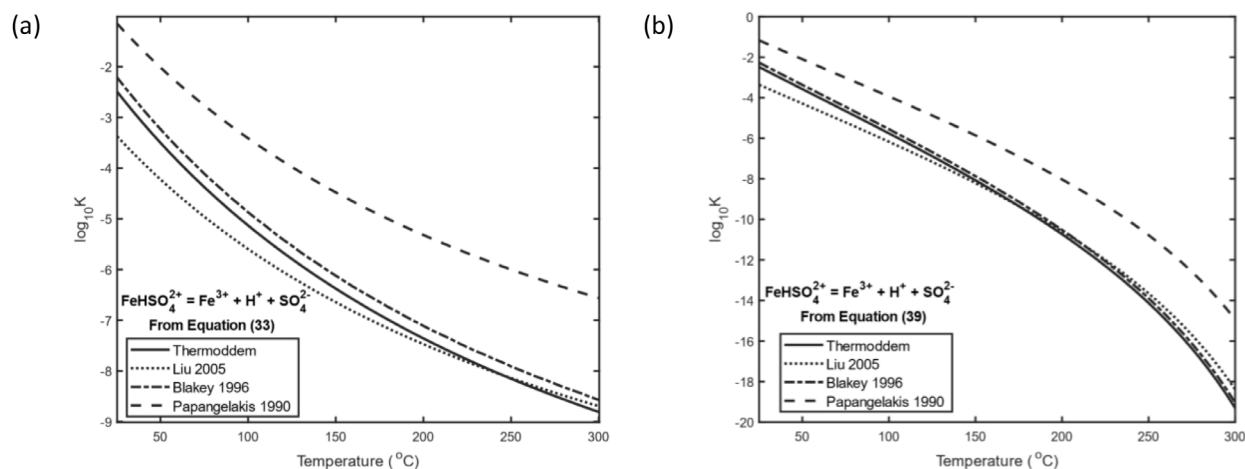 (a)
-2
-3
-4
-5
-6
-7
-8
-9
log₁₀K
50 100 150 200 250 300
Temperature (°C)
FeHSO₄²⁺ = Fe³⁺ + H⁺ + SO₄²⁻
From Equation (33)
Thermoddem
Liu 2005
Blakey 1996
Papangelakis 1990
(b)
0
-2
-4
-6
-8
-10
-12
-14
-16
-18
-20
log₁₀K
50 100 150 200 250 300
Temperature (°C)
FeHSO₄²⁺ = Fe³⁺ + H⁺ + SO₄²⁻
From Equation (39)
Thermoddem
Liu 2005
Blakey 1996
Papangelakis 1990